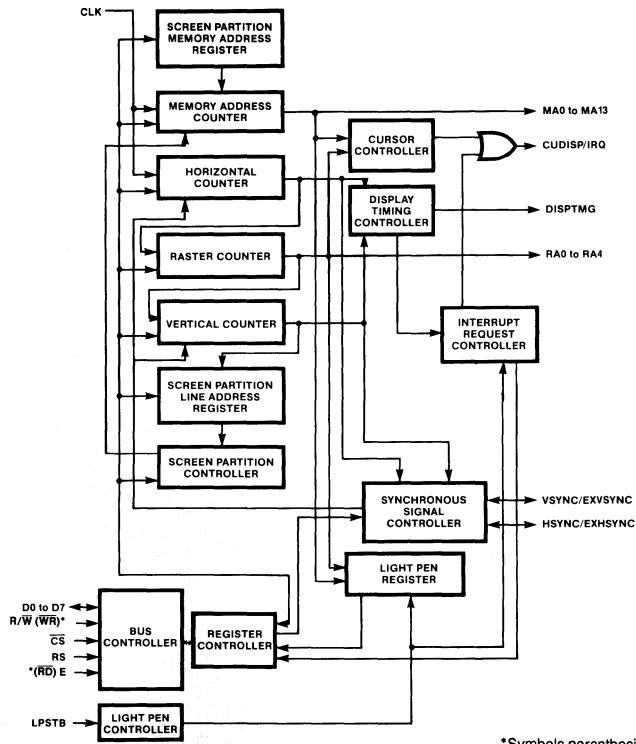 CLK
SCREEN PARTITION
MEMORY ADDRESS
REGISTER
MEMORY ADDRESS
COUNTER
MA0 to MA13
CURSOR
CONTROLLER
CUDISP/IRQ
HORIZONTAL
COUNTER
DISPLAY
TIMING
CONTROLLER
DISPTMG
RASTER COUNTER
RA0 to RA4
VERTICAL COUNTER
INTERRUPT
REQUEST
CONTROLLER
SCREEN PARTITION
LINE ADDRESS
REGISTER
SCREEN PARTITION
CONTROLLER
SYNCHRONOUS
SIGNAL
CONTROLLER
VSYNC/EXVSYNC
HSYNC/EXHSYNC
LIGHT PEN
REGISTER
D0 to D7
R/W̅ (W̅R̅)*
C̅S̅
RS
*(R̅D̅) E
BUS
CONTROLLER
REGISTER
CONTROLLER
LPSTB
LIGHT PEN
CONTROLLER
*Symbols parenthesi